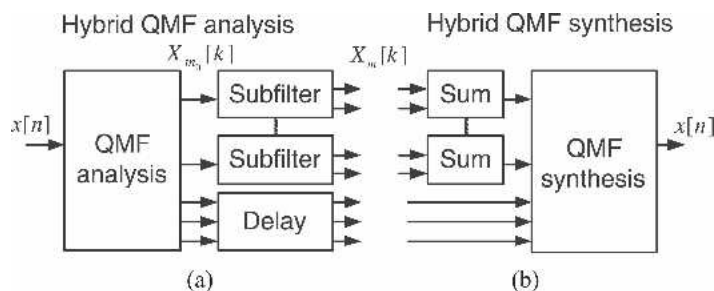 Hybrid QMF analysis
Hybrid QMF synthesis
X_{m_0}[k]
X_m[k]
x[n]
QMF analysis
Subfilter
Subfilter
Delay
Sum
Sum
QMF synthesis
x[n]
(a)
(b)